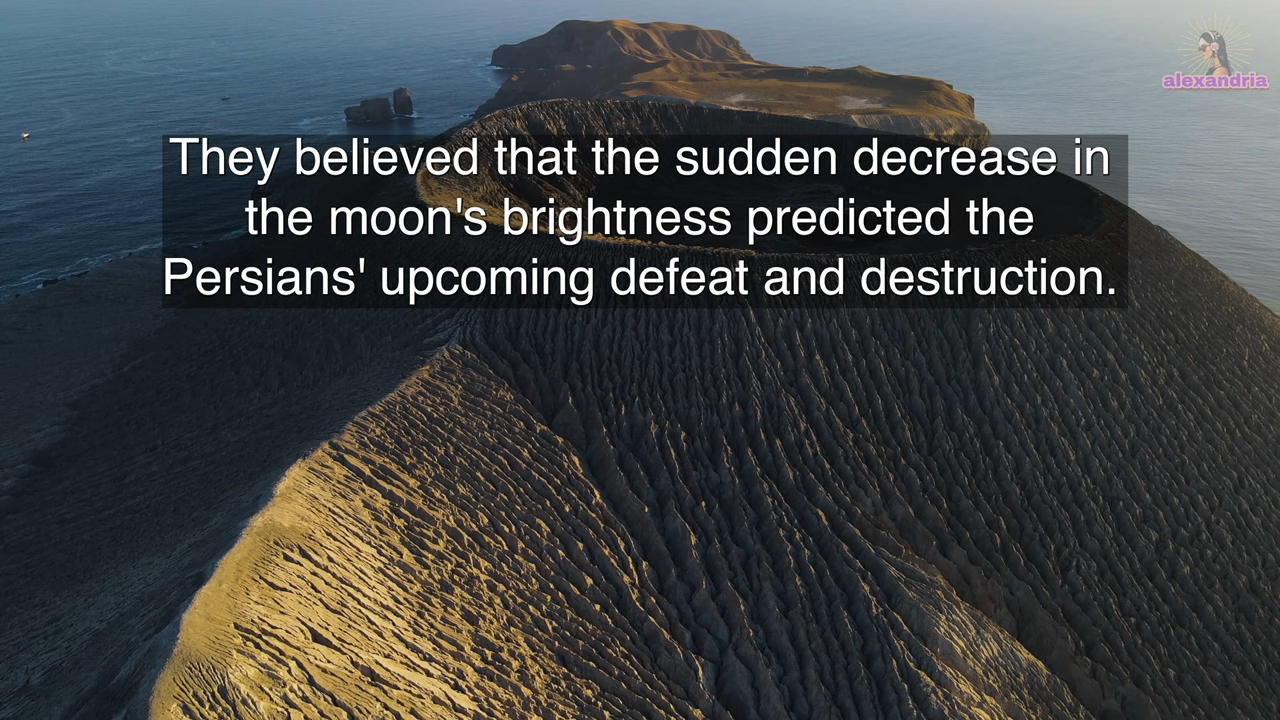 alexandria
They believed that the sudden decrease in
the moon's brightness predicted the
Persians' upcoming defeat and destruction.